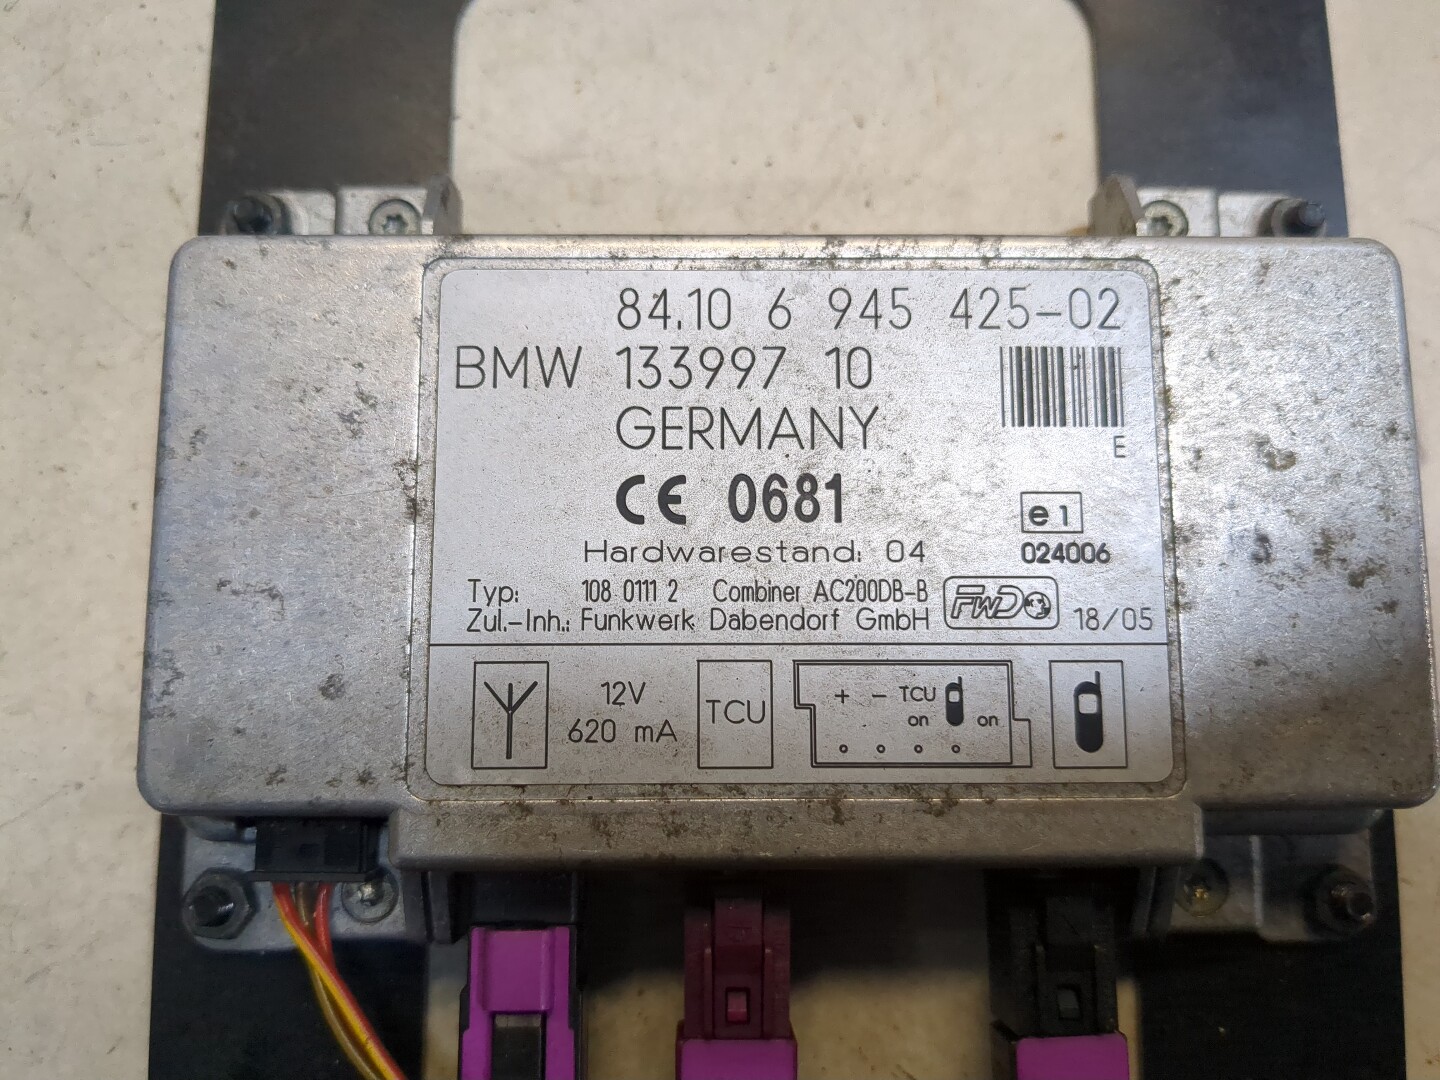 84.10 6 945 425-02
BMW 133997 10
GERMANY
E
CE 0681
e1
Hardwarestand: 04 024006
Typ: 108 0111 2 Combiner AC200DB-B FWD
Zul.-Inh.: Funkwerk Dabendorf GmbH 18/05
12V
620 mA
TCU
+ - TCU
on on